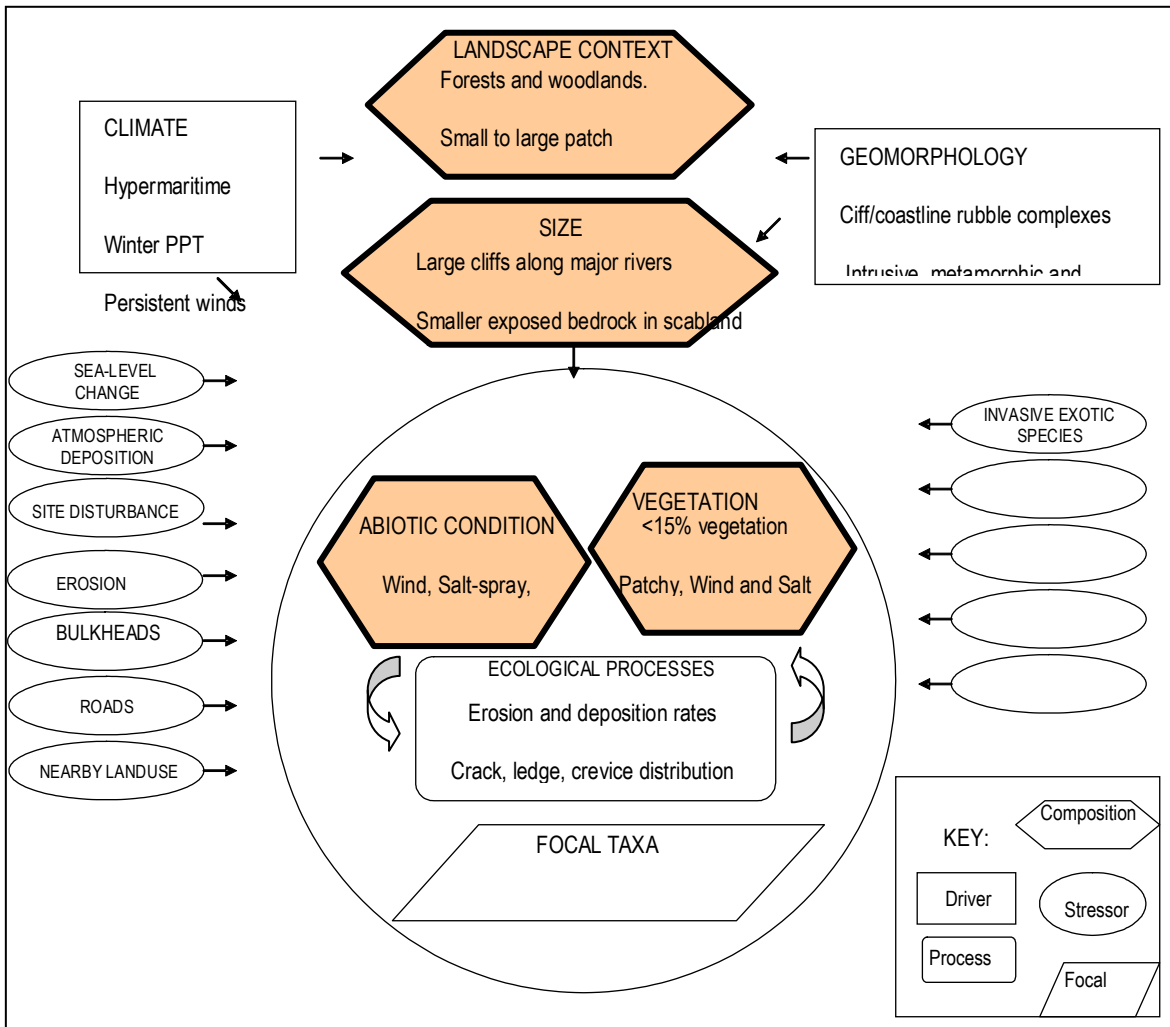 LANDSCAPE CONTEXT
Forests and woodlands.
Small to large patch
CLIMATE
Hypermaritime
Winter PPT
Persistent winds
GEOMORPHOLOGY
Ciff/coastline rubble complexes
Intrusive, metamorphic and
SIZE
Large cliffs along major rivers
Smaller exposed bedrock in scabland
SEA-LEVEL
CHANGE
ATMOSPHERIC
DEPOSITION
SITE DISTURBANCE
EROSION
BULKHEADS
ROADS
NEARBY LANDUSE
INVASIVE EXOTIC
SPECIES
ABIOTIC CONDITION
Wind, Salt-spray,
VEGETATION
<15% vegetation
Patchy, Wind and Salt
ECOLOGICAL PROCESSES
Erosion and deposition rates
Crack, ledge, crevice distribution
FOCAL TAXA
KEY:
Composition
Driver
Stressor
Process
Focal